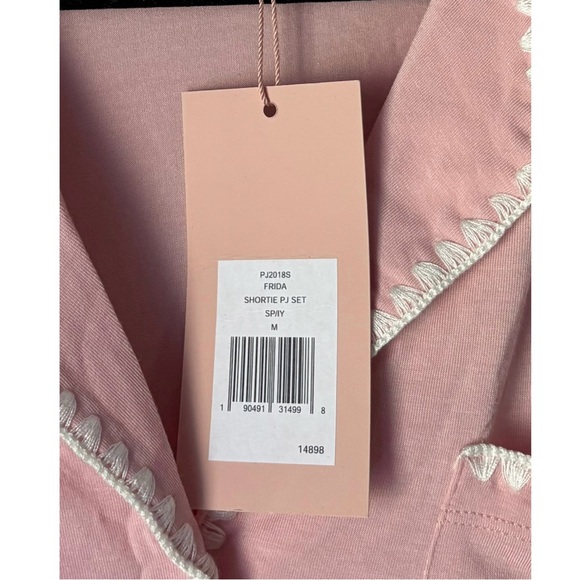 PJ2018S
FRIDA
SHORTIE PJ SET
SP/IY
M
1 90491 31499 8
14898